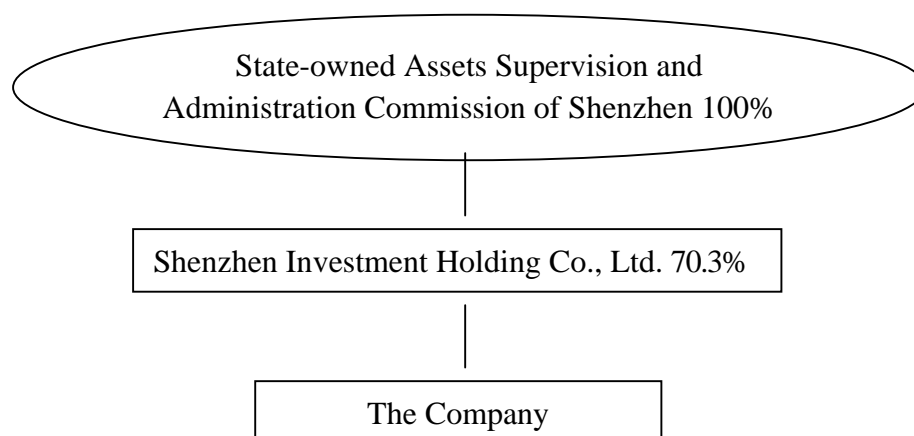 State-owned Assets Supervision and
Administration Commission of Shenzhen 100%
Shenzhen Investment Holding Co., Ltd. 70.3%
The Company